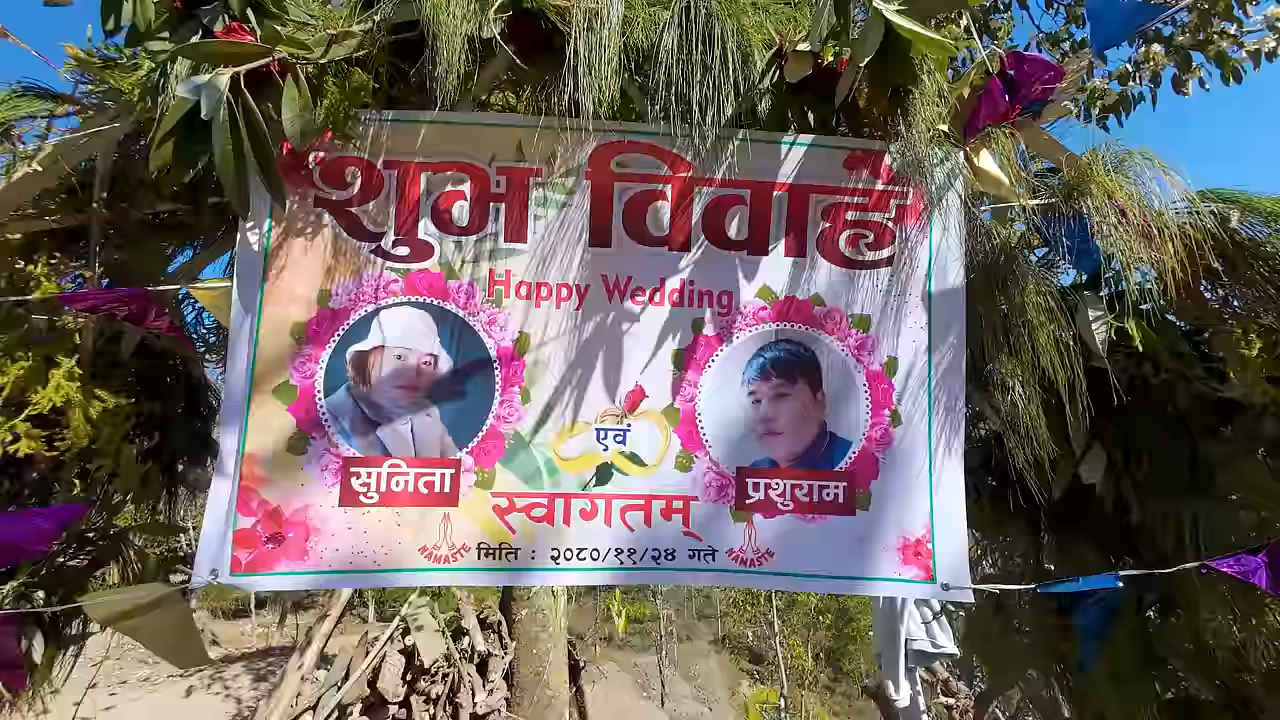 शुभ विवाह
Happy Wedding
एवं
सुनिता
प्रशुराम
स्वागतम्
NAMASTE
मिति : २०८०/११/२४ गते
NAMASTE